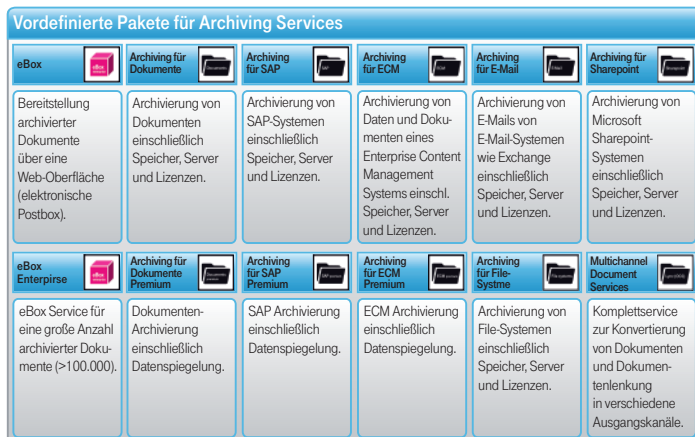 Vordefinierte Pakete für Archiving Services
eBox
Archiving für
Dokumente
Archiving
für SAP
SAP
Archiving
für ECM
ECM
Archiving
für E-Mail
E-Mail
Archiving für
Sharepoint
Bereitstellung
archivierter
Dokumente
über eine
Web-Oberfläche
(elektronische
Postbox).
Archivierung von
Dokumenten
einschließlich
Speicher, Server
und Lizenzen.
Archivierung von
SAP-Systemen
einschließlich
Speicher, Server
und Lizenzen.
Archivierung von
Daten und Doku-
menten eines
Enterprise Content
Management
Systems einschl.
Speicher, Server
und Lizenzen.
Archivierung von
E-Mails von
E-Mail-Systemen
wie Exchange
einschließlich
Speicher, Server
und Lizenzen.
Archivierung von
Microsoft
Sharepoint-
Systemen
einschließlich
Speicher, Server
und Lizenzen.
eBox
Enterpirse
Archiving für
Dokumente
Premium
Archiving
für SAP
Premium
Archiving
für ECM
Premium
Archiving
für File-
Systme
Multichannel
Document
Services
eBox Service für
eine große Anzahl
archivierter Doku-
mente (>100.000).
Dokumenten-
Archivierung
einschließlich
Datenspiegelung.
SAP Archivierung
einschließlich
Datenspiegelung.
ECM Archivierung
einschließlich
Datenspiegelung.
Archivierung von
File-Systemen
einschließlich
Speicher, Server
und Lizenzen.
Komplettservice
zur Konvertierung
von Dokumenten
und Dokumen-
tenlenkung
in verschiedene
Ausgangskanäle.